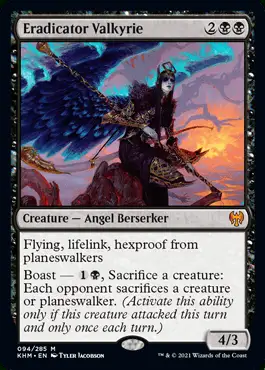 Eradicator Valkyrie 2
Creature — Angel Berserker
Flying, lifelink, hexproof from
planeswalkers
Boast — 1, Sacrifice a creature:
Each opponent sacrifices a creature
or planeswalker. (Activate this ability
only if this creature attacked this turn
and only once each turn.)
4/3
094/285 M
KHM • EN Tyler Jacobson ™ & © 2021 Wizards of the Coast